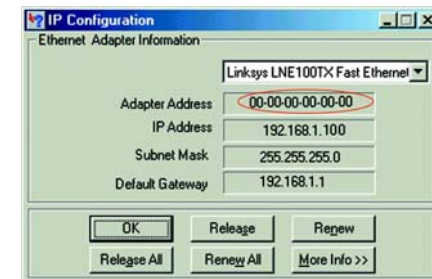 IP Configuration
Ethernet Adapter Information
Linksys LNE100TX Fast Ethernet
Adapter Address 00-00-00-00-00-00
IP Address 192.168.1.100
Subnet Mask 255.255.255.0
Default Gateway 192.168.1.1
OK Release Renew
Release All Renew All More Info >>